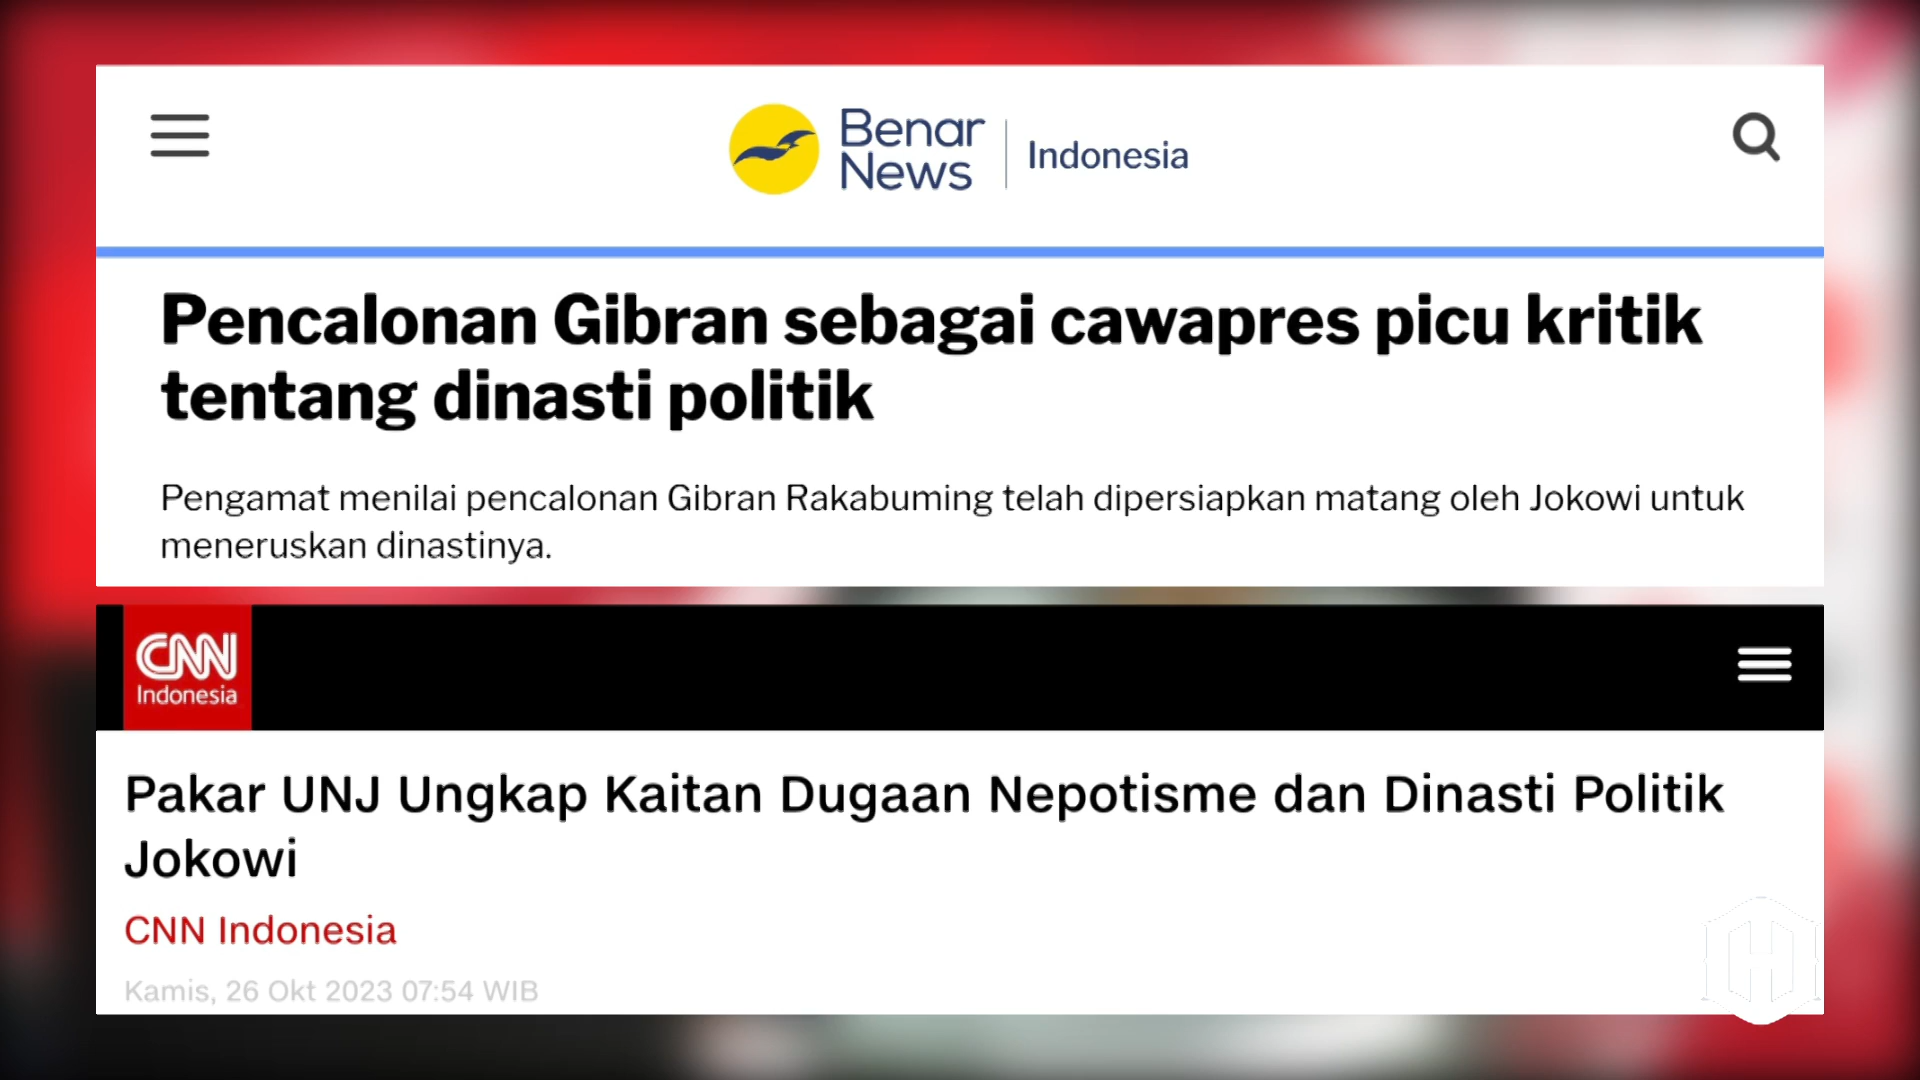 Benar
News
Indonesia
Pencalonan Gibran sebagai cawapres picu kritik
tentang dinasti politik
Pengamat menilai pencalonan Gibran Rakabuming telah dipersiapkan matang oleh Jokowi untuk
meneruskan dinastinya.
CNN
Indonesia
Pakar UNJ Ungkap Kaitan Dugaan Nepotisme dan Dinasti Politik
Jokowi
CNN Indonesia
Kamis, 26 Okt 2023 07:54 WIB